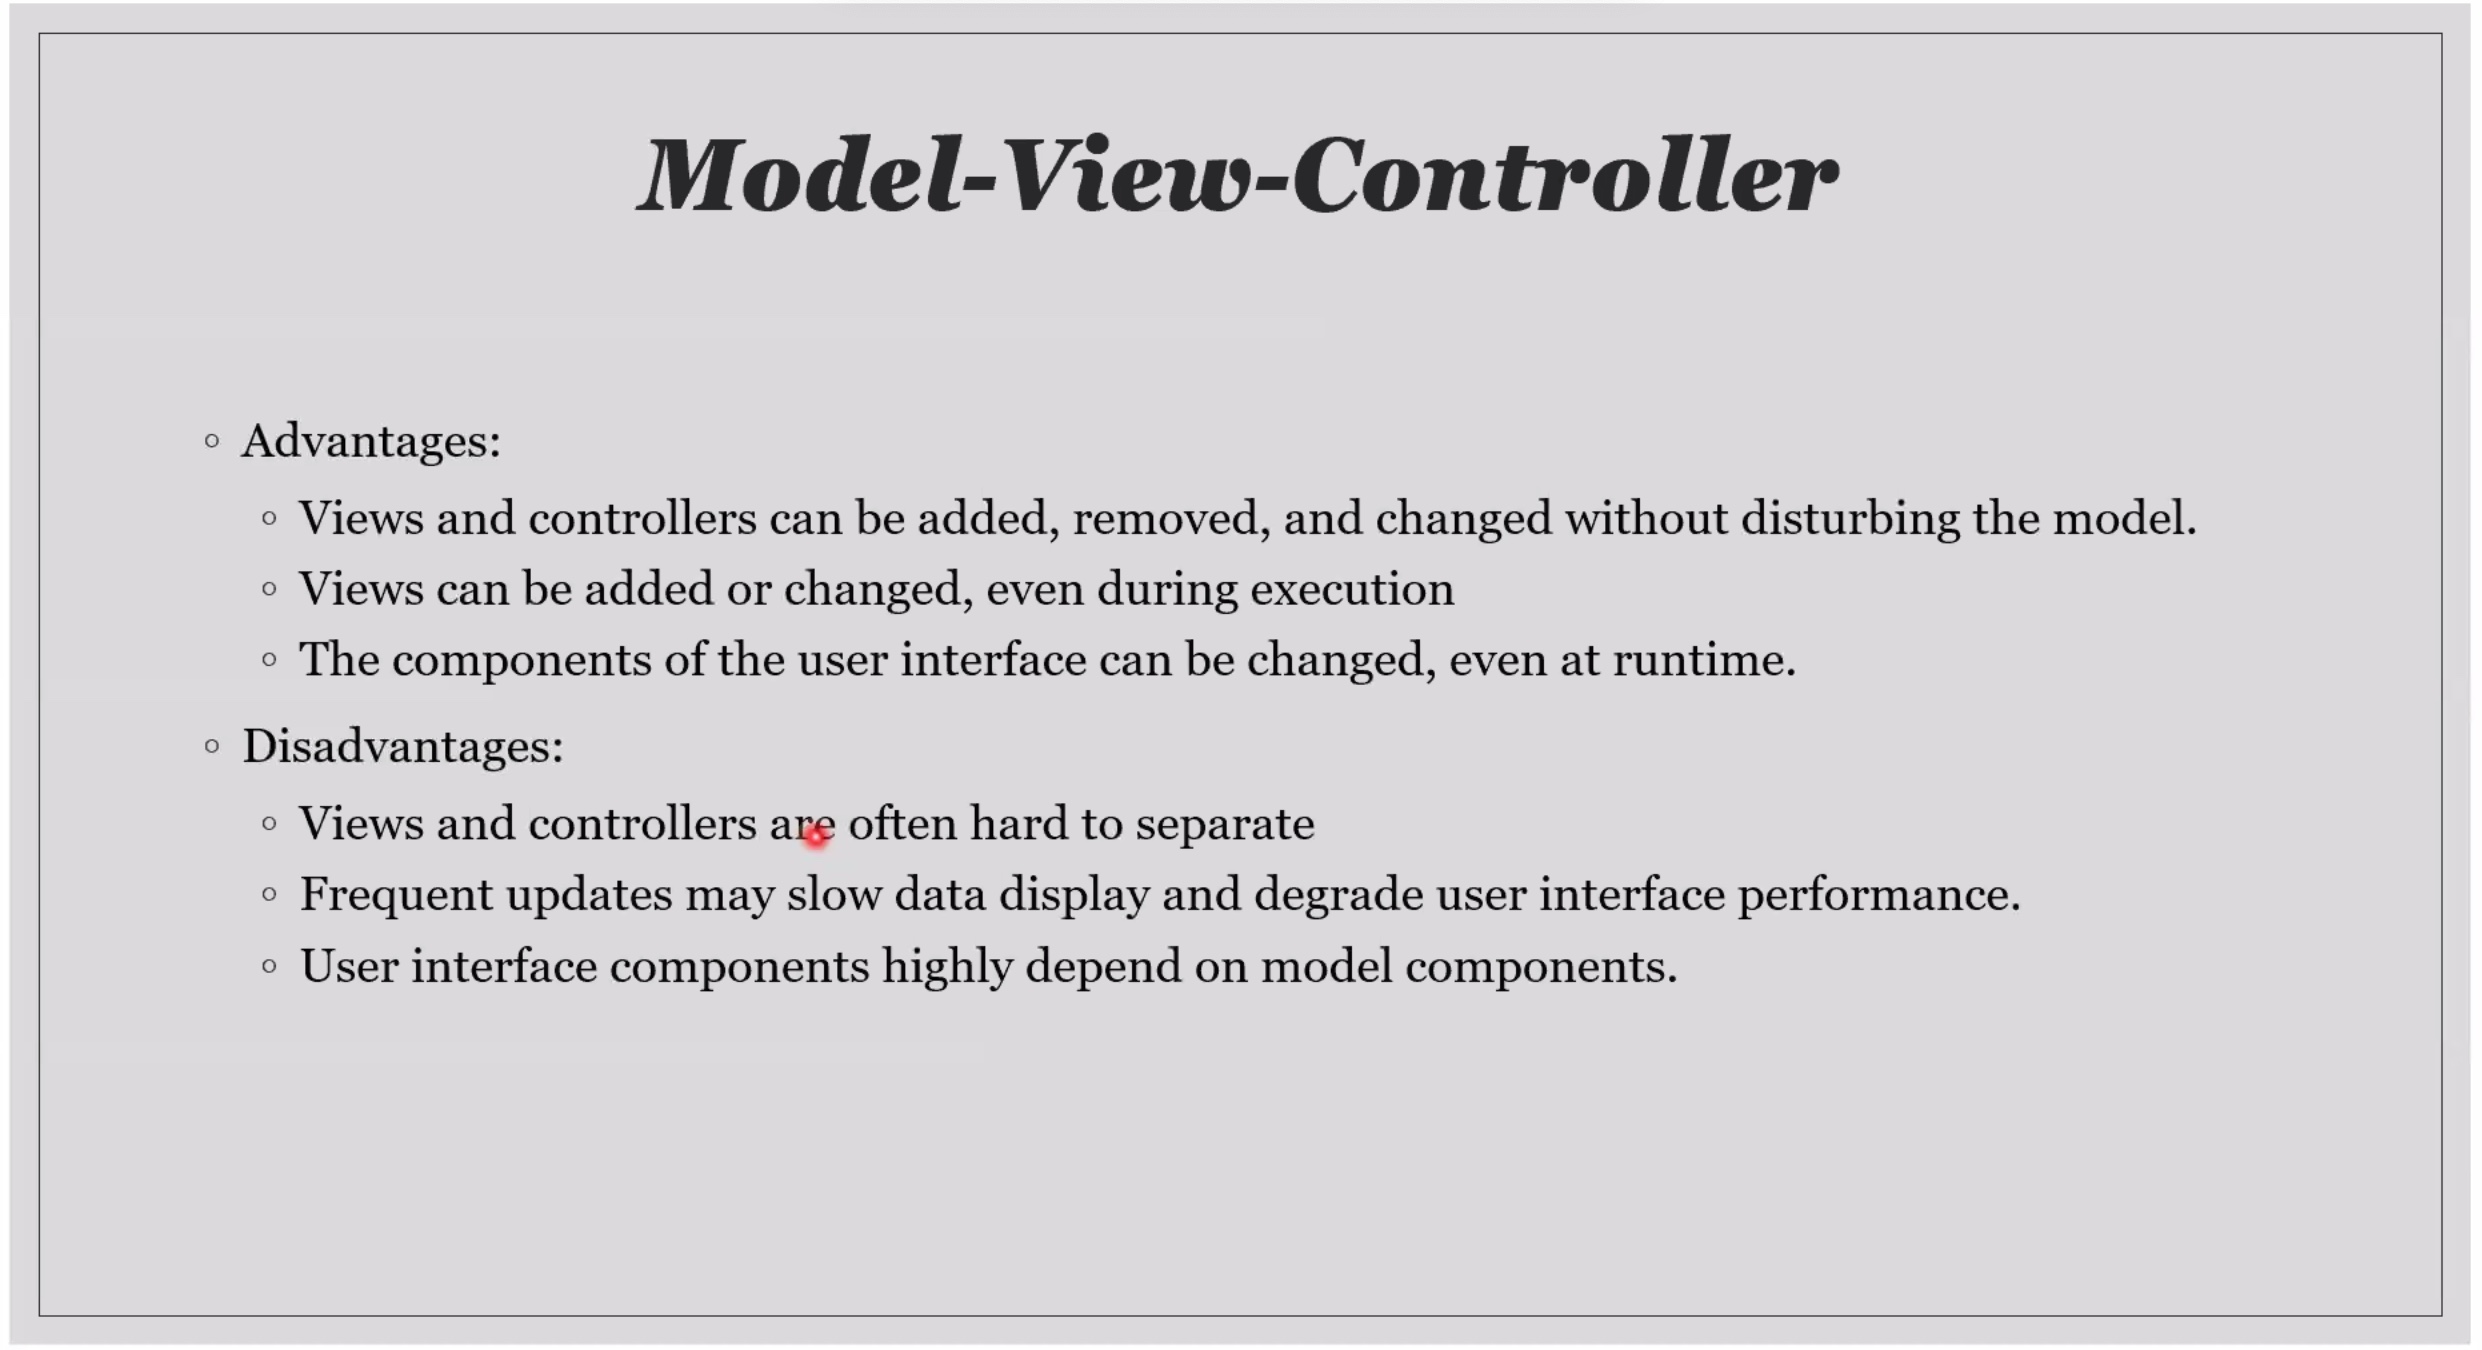 Model-View-Controller
Advantages:
Views and controllers can be added, removed, and changed without disturbing the model.
Views can be added or changed, even during execution
The components of the user interface can be changed, even at runtime.
Disadvantages:
Views and controllers are often hard to separate
Frequent updates may slow data display and degrade user interface performance.
User interface components highly depend on model components.